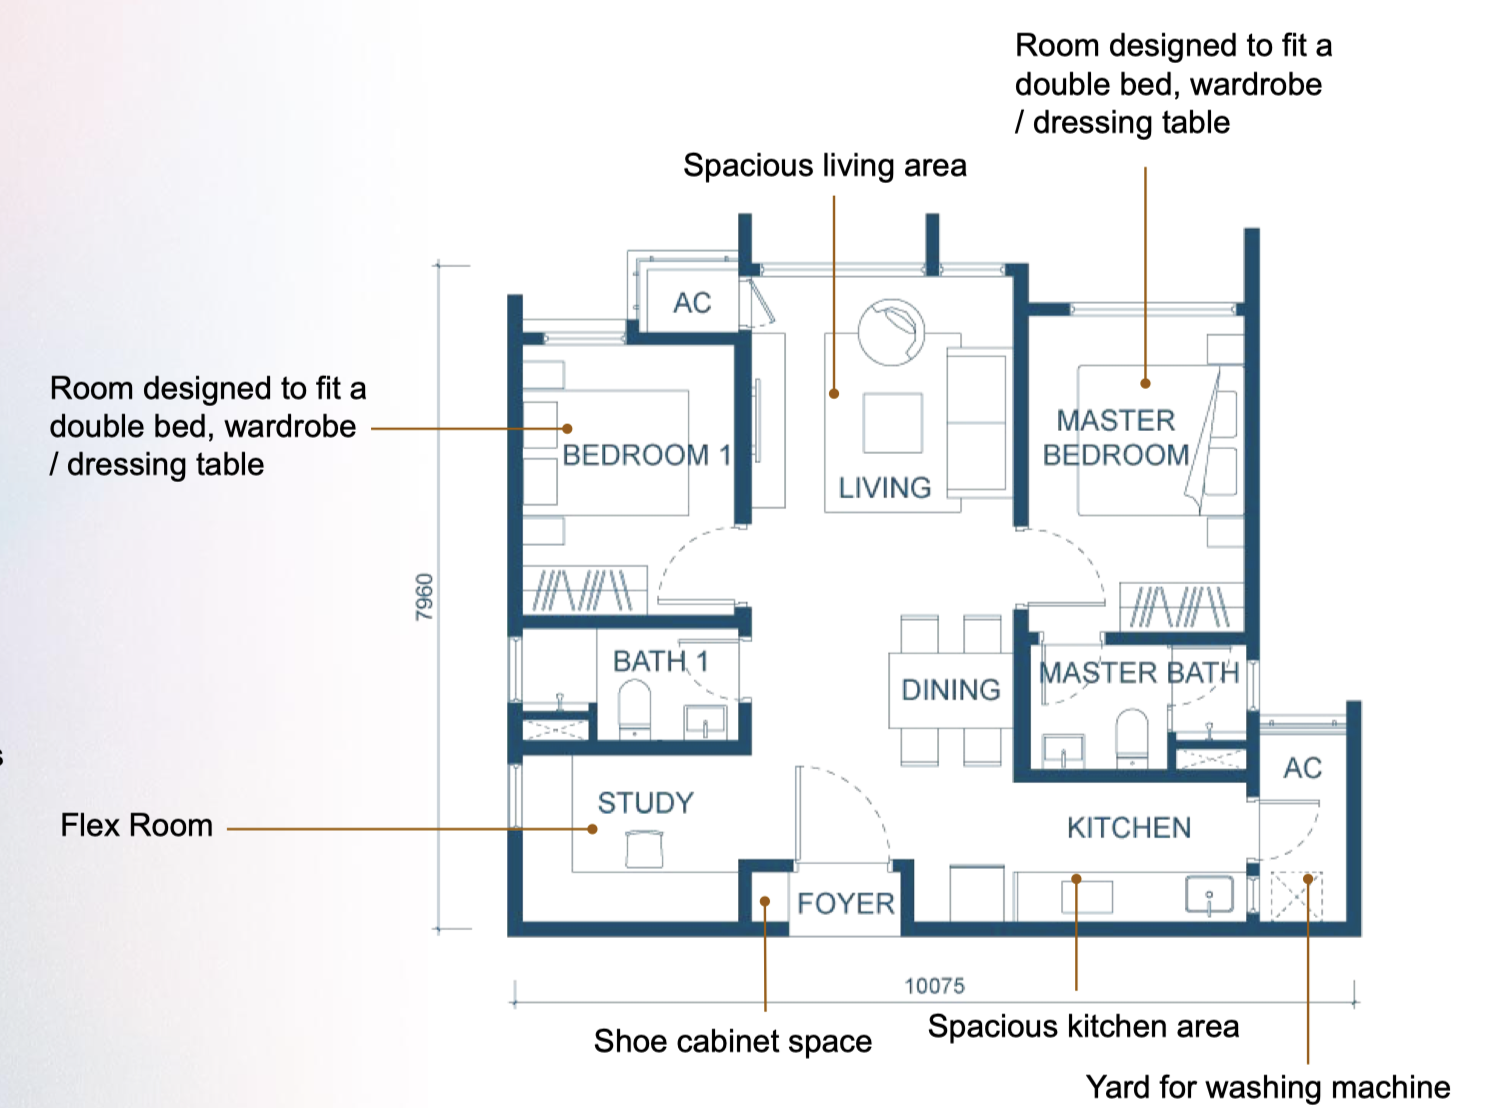 Room designed to fit a
double bed, wardrobe
/ dressing table
Spacious living area
AC
Room designed to fit a
double bed, wardrobe
/ dressing table
BEDROOM 1
MASTER
BEDROOM
LIVING
7960
BATH 1
DINING
MASTER BATH
AC
STUDY
Flex Room
KITCHEN
FOYER
10075
Shoe cabinet space
Spacious kitchen area
Yard for washing machine